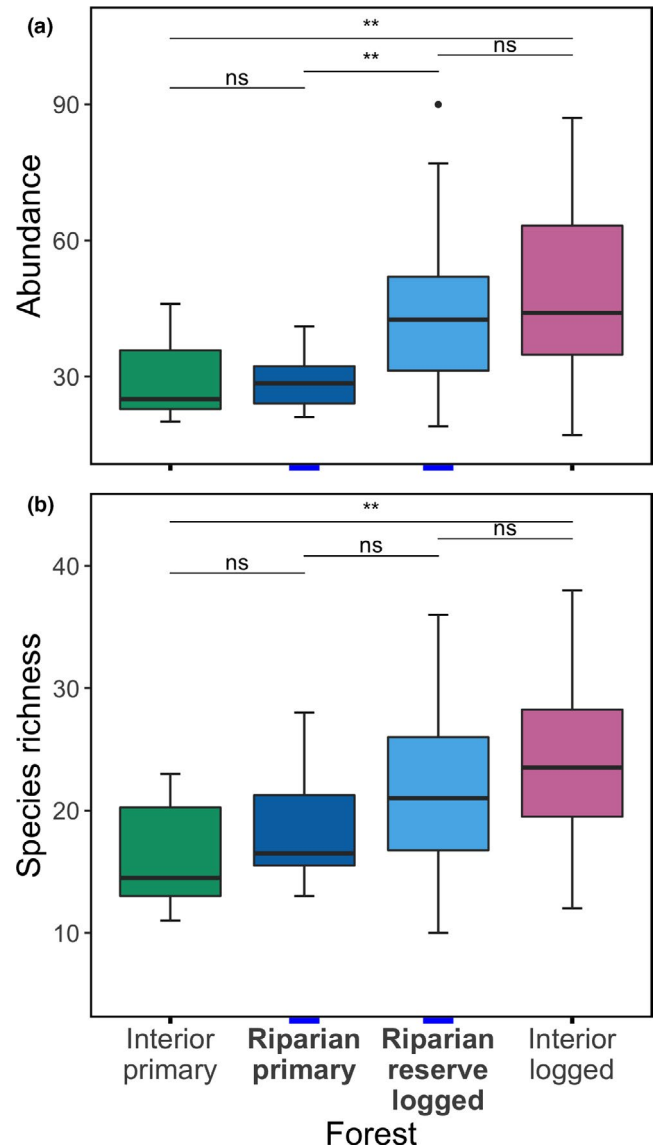 (a)
**
ns
**
ns
90
60
30
Abundance
(b)
**
ns
ns
ns
40
30
20
10
Species richness
Interior primary
Riparian primary
Riparian reserve logged
Interior logged
Forest